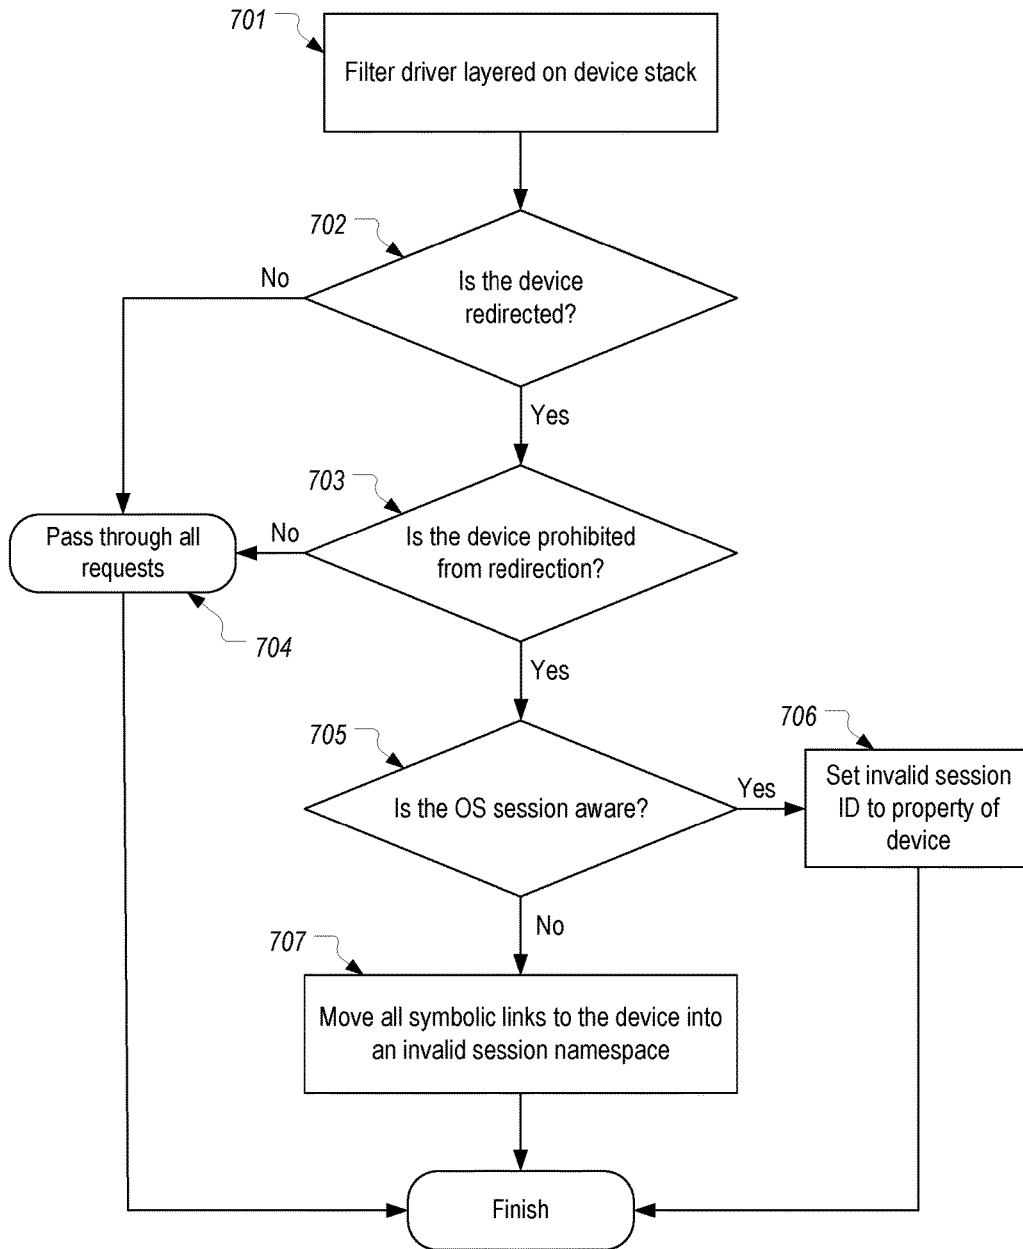 701
Filter driver layered on device stack
702
No
Is the device
redirected?
Yes
703
No
Is the device prohibited
from redirection?
Pass through all
requests
704
Yes
705
706
Is the OS session aware?
Yes
Set invalid session
ID to property of
device
No
707
Move all symbolic links to the device into
an invalid session namespace
Finish